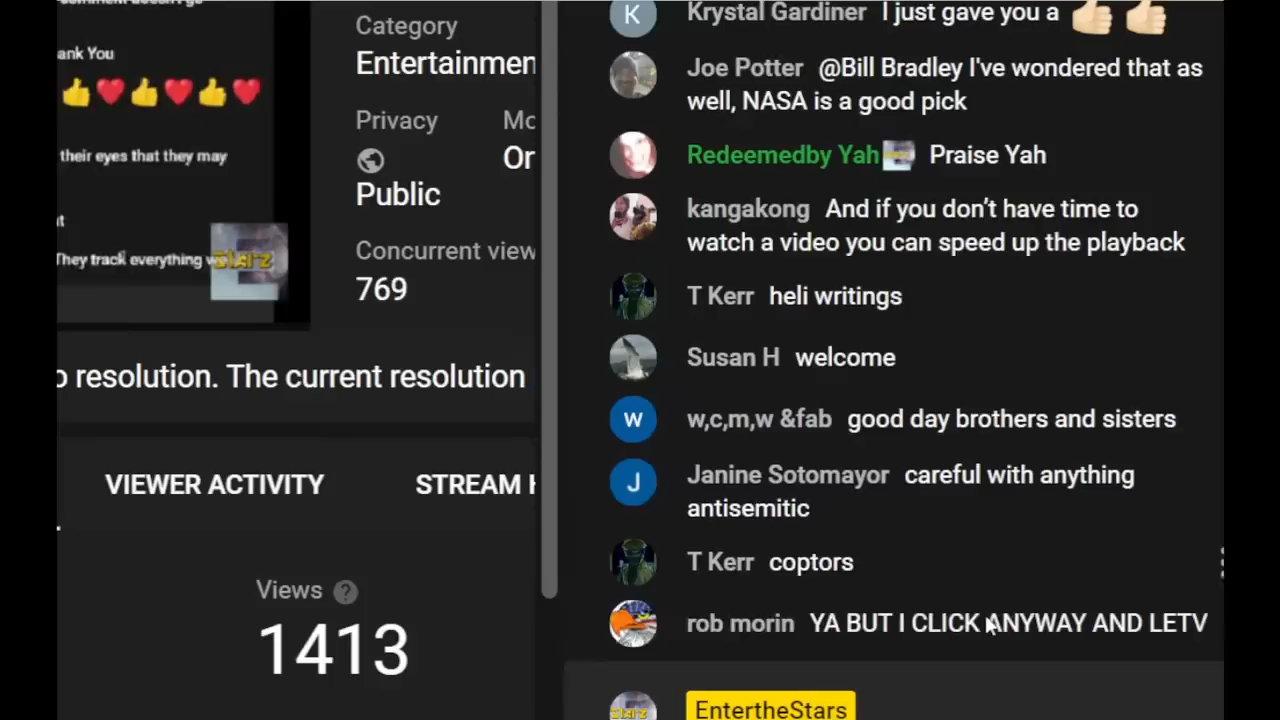 ank You
their eyes that they may
They track everything w
starz
Category
Entertainmen
Privacy
Mo
Or
Public
Concurrent view
769
o resolution. The current resolution
VIEWER ACTIVITY
STREAM H
Views ?
1413
K Krystal Gardiner I just gave you a
Joe Potter @Bill Bradley I've wondered that as
well, NASA is a good pick
Redeemedby Yah Praise Yah
kangakong And if you don’t have time to
watch a video you can speed up the playback
T Kerr heli writings
Susan H welcome
w w,c,m,w &fab good day brothers and sisters
J Janine Sotomayor careful with anything
antisemitic
T Kerr coptors
rob morin YA BUT I CLICK ANYWAY AND LETV
EntertheStars